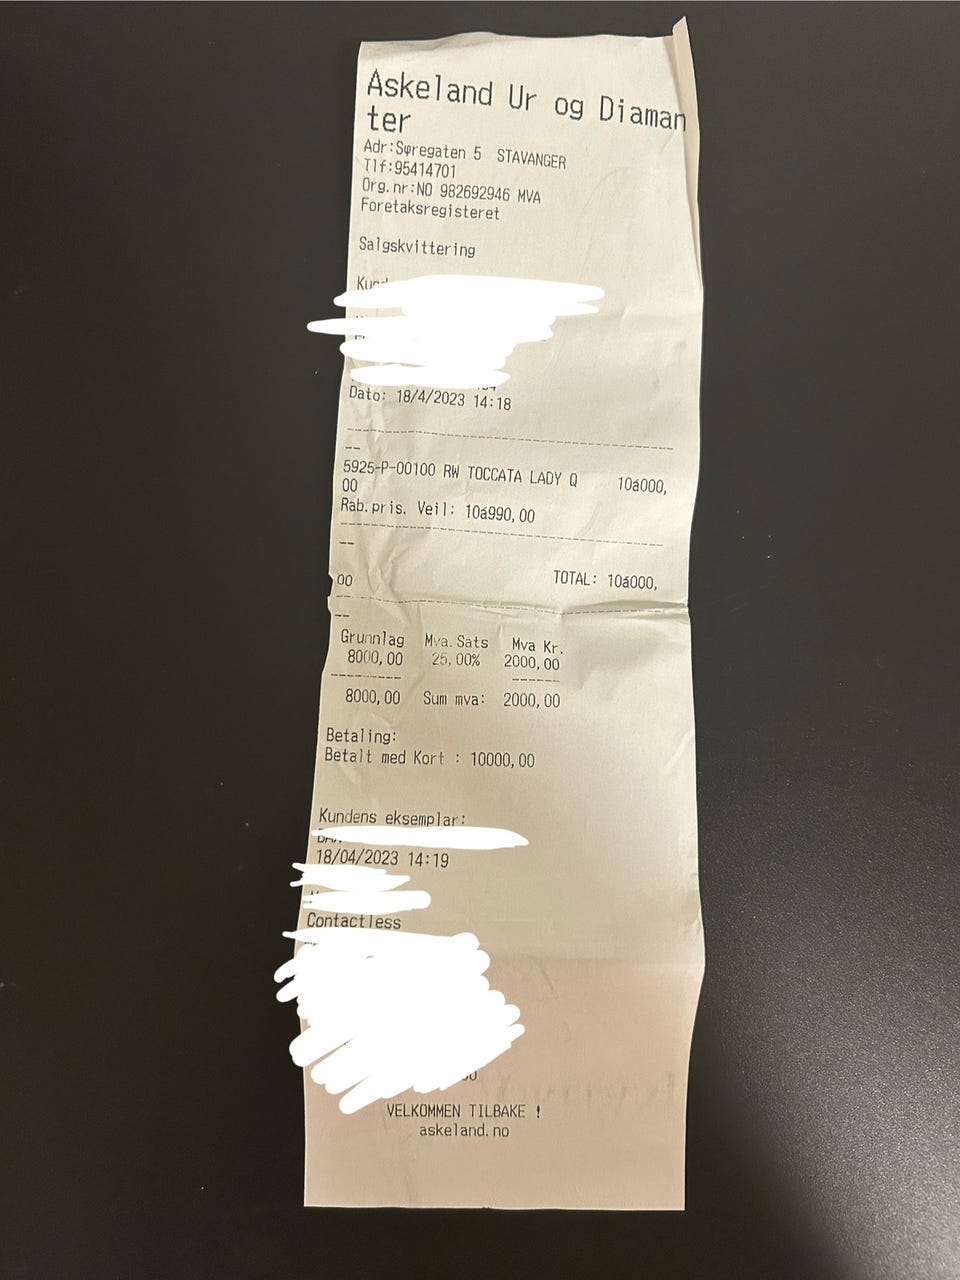 Askeland Ur og Diaman
ter
Adr:Søregaten 5 STAVANGER
Tlf:95414701
Org.nr:NO 982692946 MVA
Foretaksregisteret
Salgskvittering
Dato: 18/4/2023 14:18
--
5925-P-00100 RW TOCCATA LADY Q 10á000,
00
Rab.pris. Veil: 10á990,00
--
TOTAL: 10á000,
00
--
Grunnlag Mva.Sats Mva Kr.
8000,00 25,00% 2000,00
8000,00 Sum mva: 2000,00
Betaling:
Betalt med Kort : 10000,00
Kundens eksemplar:
18/04/2023 14:19
Contactless
VELKOMMEN TILBAKE !
askeland.no